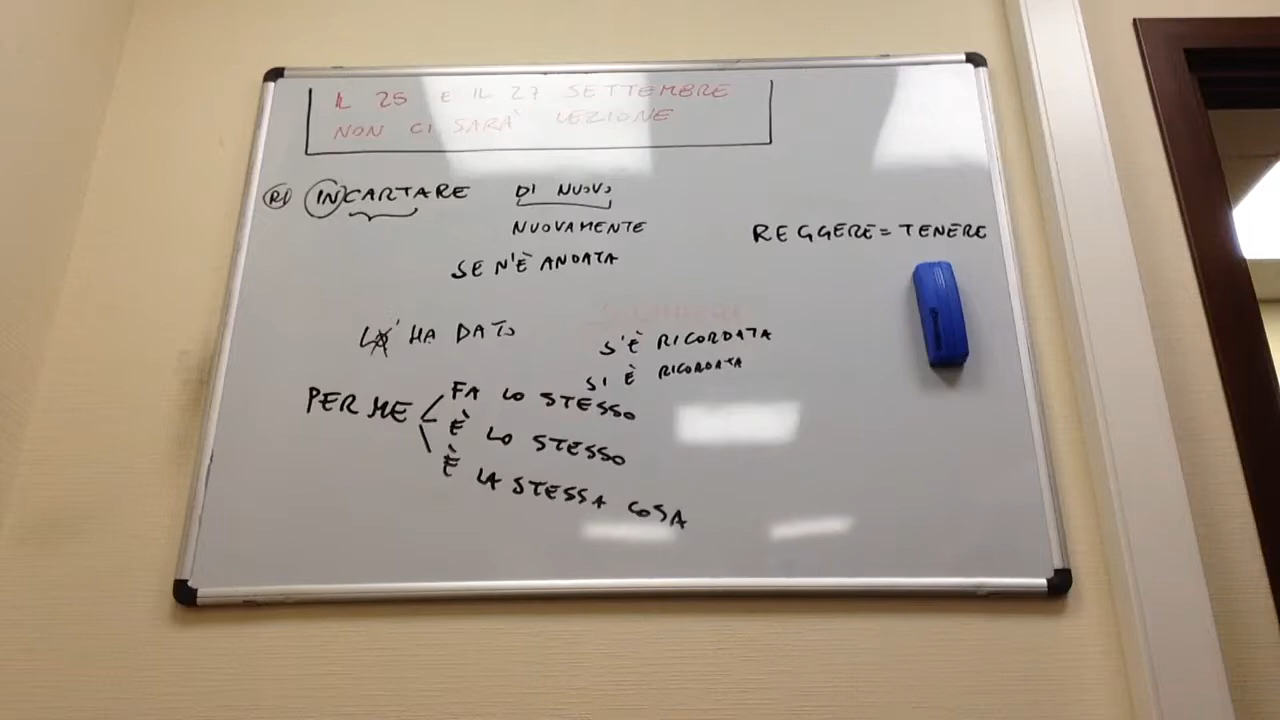 IL 25 E IL 27 SETTEMBRE
NON CI SARÀ LEZIONE
RI INCARTARE DI NUOVO
NUOVAMENTE
REGGERE = TENERE
SE N'È ANDATA
L' HA DATO
S'È RICORDATA
SI È RICORDATA
PER ME FA LO STESSO
È LO STESSO
È LA STESSA COSA